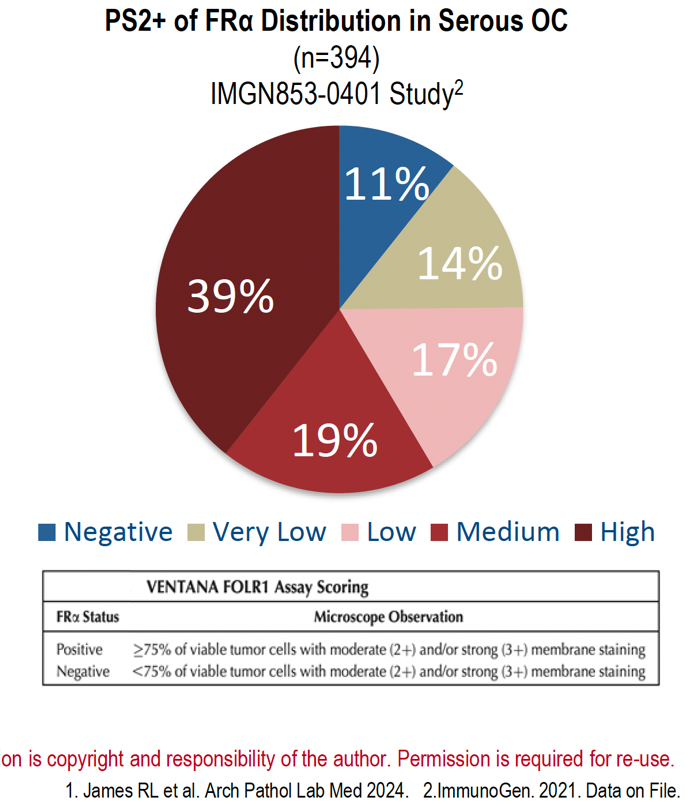 PS2+ of FRα Distribution in Serous OC
(n=394)
IMGN853-0401 Study2
11%
14%
39%
17%
19%
Negative Very Low Low Medium High
VENTANA FOLR1 Assay Scoring
FRα Status Microscope Observation
Positive ≥75% of viable tumor cells with moderate (2+) and/or strong (3+) membrane staining
Negative <75% of viable tumor cells with moderate (2+) and/or strong (3+) membrane staining
on is copyright and responsibility of the author. Permission is required for re-use.
1. James RL et al. Arch Pathol Lab Med 2024. 2.ImmunoGen. 2021. Data on File.